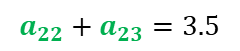 a₂₂ + a₂₃ = 3.5